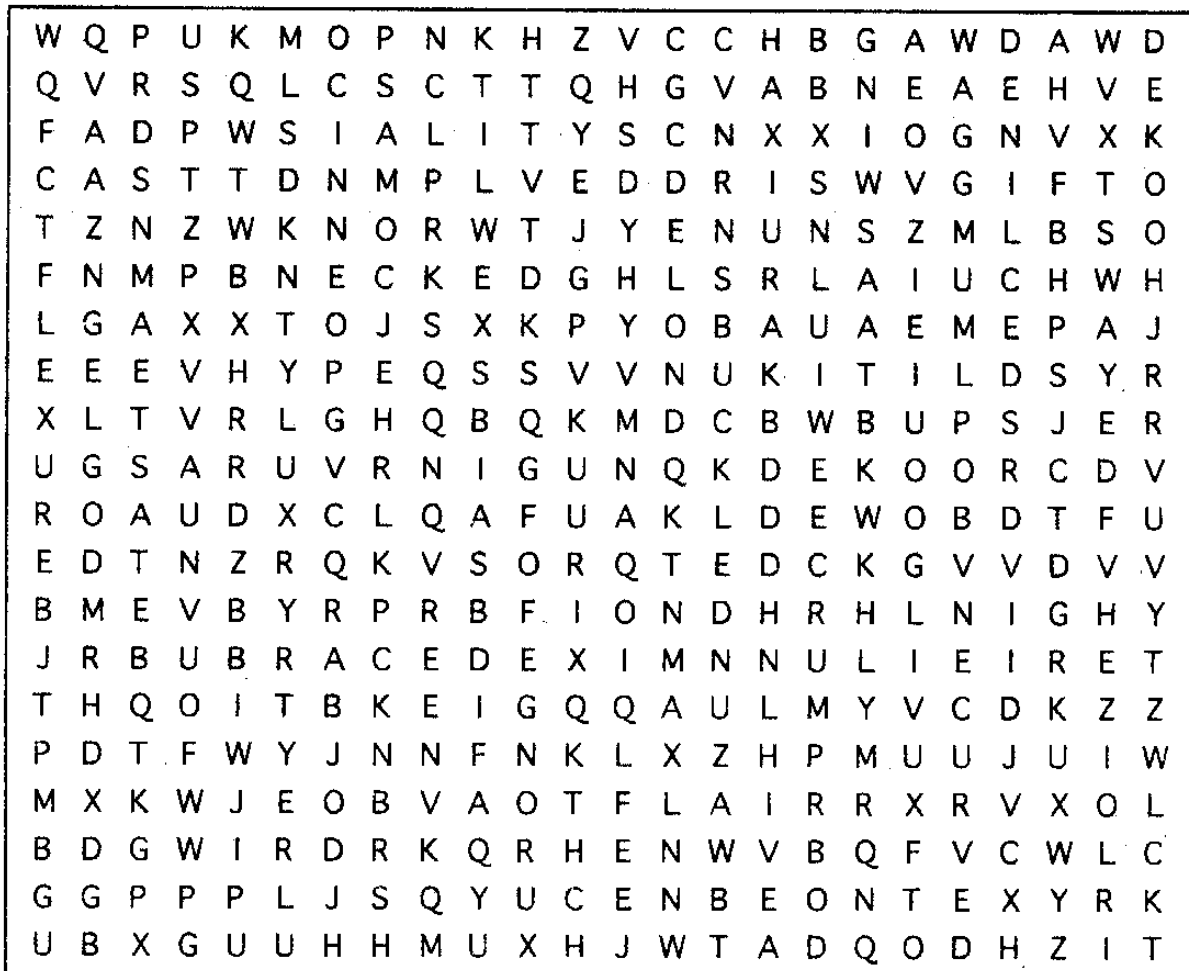 W Q P U K M O P N K H Z V C C H B G A W D A W D
Q V R S Q L C S C T T Q H G V A B N E A E H V E
F A D P W S I A L I T Y S C N X X I O G N V X K
C A S T T D N M P L V E D D R I S W V G I F T O
T Z N Z W K N O R W T J Y E N U N S Z M L B S O
F N M P B N E C K E D G H L S R L A I U C H W H
L G A X X T O J S X K P Y O B A U A E M E P A J
E E E V H Y P E Q S S V V N U K I T I L D S Y R
X L T V R L G H Q B Q K M D C B W B U P S J E R
U G S A R U V R N I G U N Q K D E K O O R C D V
R O A U D X C L Q A F U A K L D E W O B D T F U
E D T N Z R Q K V S O R Q T E D C K G V V D V V
B M E V B Y R P R B F I O N D H R H L N I G H Y
J R B U B R A C E D E X I M N N U L I E I R E T
T H Q O I T B K E I G Q Q A U L M Y V C D K Z Z
P D T F W Y J N N F N K L X Z H P M U U J U I W
M X K W J E O B V A O T F L A I R R X R V X O L
B D G W I R D R K Q R H E N W V B Q F V C W L C
G G P P P L J S Q Y U C E N B E O N T E X Y R K
U B X G U U H H M U X H J W T A D Q O D H Z I T